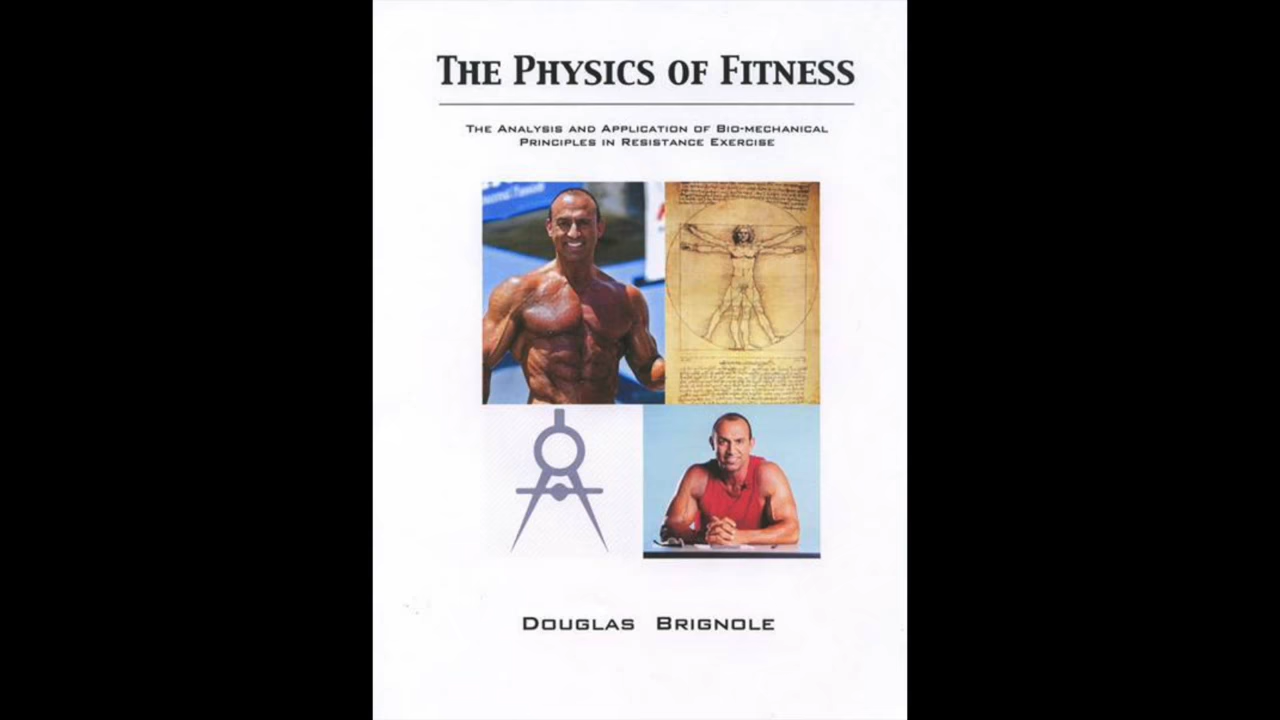 THE PHYSICS OF FITNESS
THE ANALYSIS AND APPLICATION OF BIO-MECHANICAL
PRINCIPLES IN RESISTANCE EXERCISE
DOUGLAS BRIGNOLE